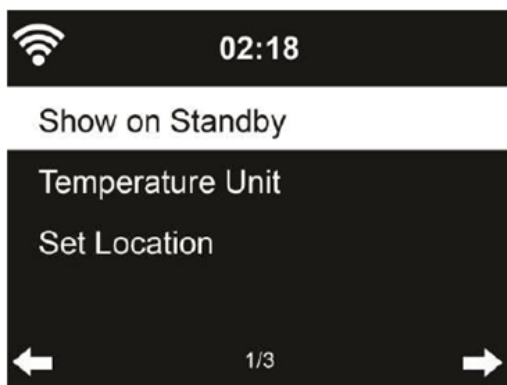 02:18
Show on Standby
Temperature Unit
Set Location
1/3